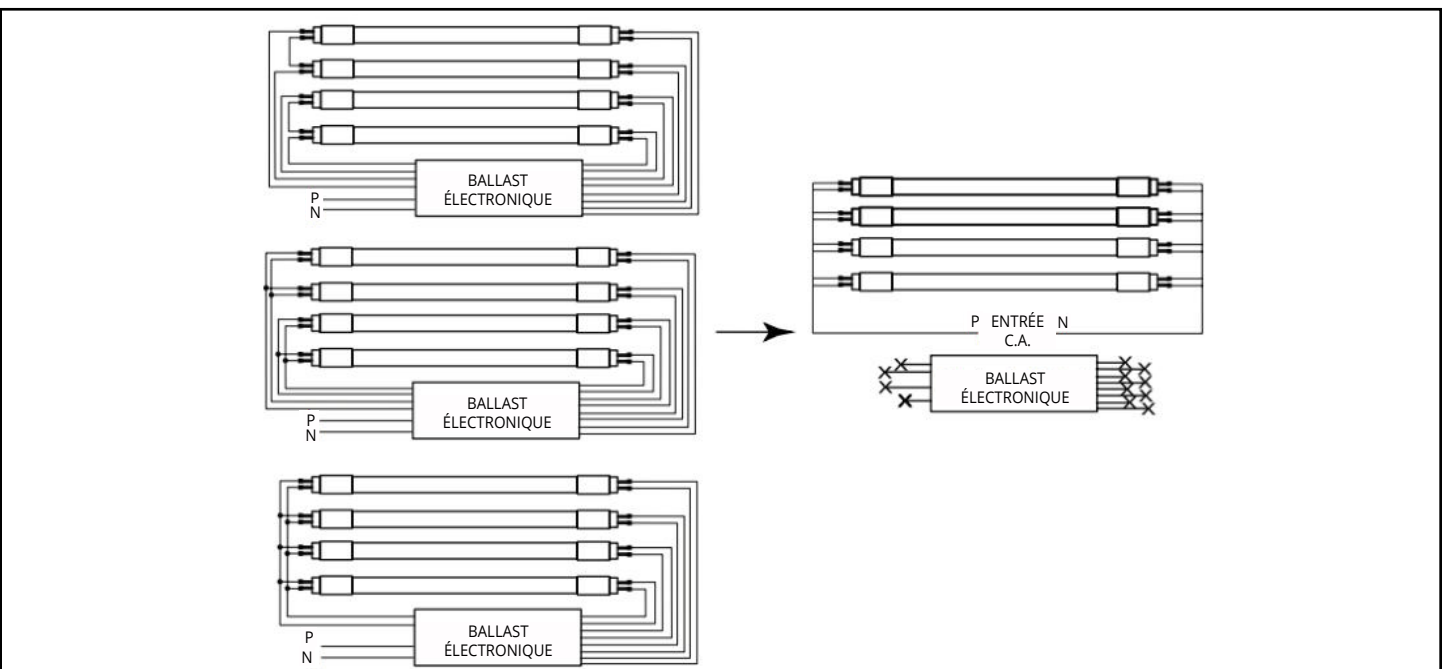 BALLAST
ÉLECTRONIQUE
P
N
BALLAST
ÉLECTRONIQUE
P
N
BALLAST
ÉLECTRONIQUE
P
N
P ENTRÉE N
C.A.
BALLAST
ÉLECTRONIQUE